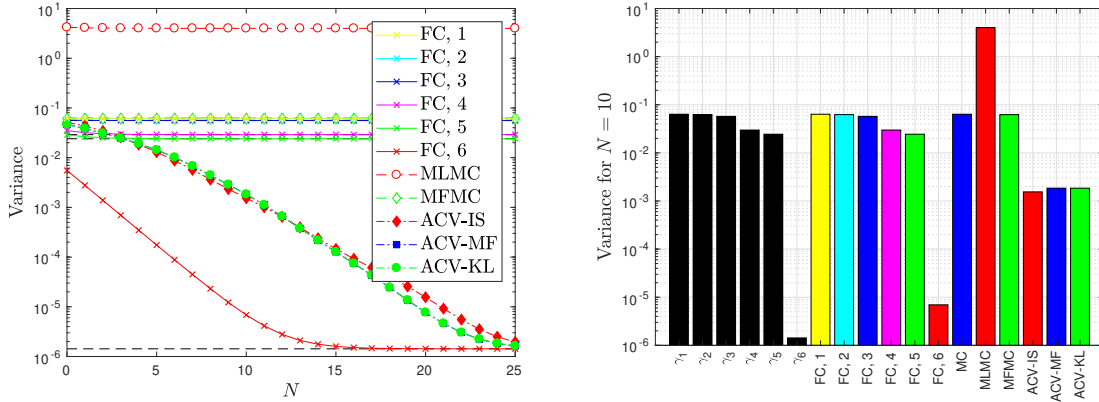 10^1
10^0
10^-1
10^-2
10^-3
10^-4
10^-5
10^-6
Variance
0 5 10 15 20 25
N
FC, 1
FC, 2
FC, 3
FC, 4
FC, 5
FC, 6
MLMC
MFMC
ACV-IS
ACV-MF
ACV-KL
10^1
10^0
10^-1
10^-2
10^-3
10^-4
10^-5
10^-6
Variance for N = 10
γ1
γ2
γ3
γ4
γ5
γ6
FC, 1
FC, 2
FC, 3
FC, 4
FC, 5
FC, 6
MC
MLMC
MFMC
ACV-IS
ACV-MF
ACV-KL